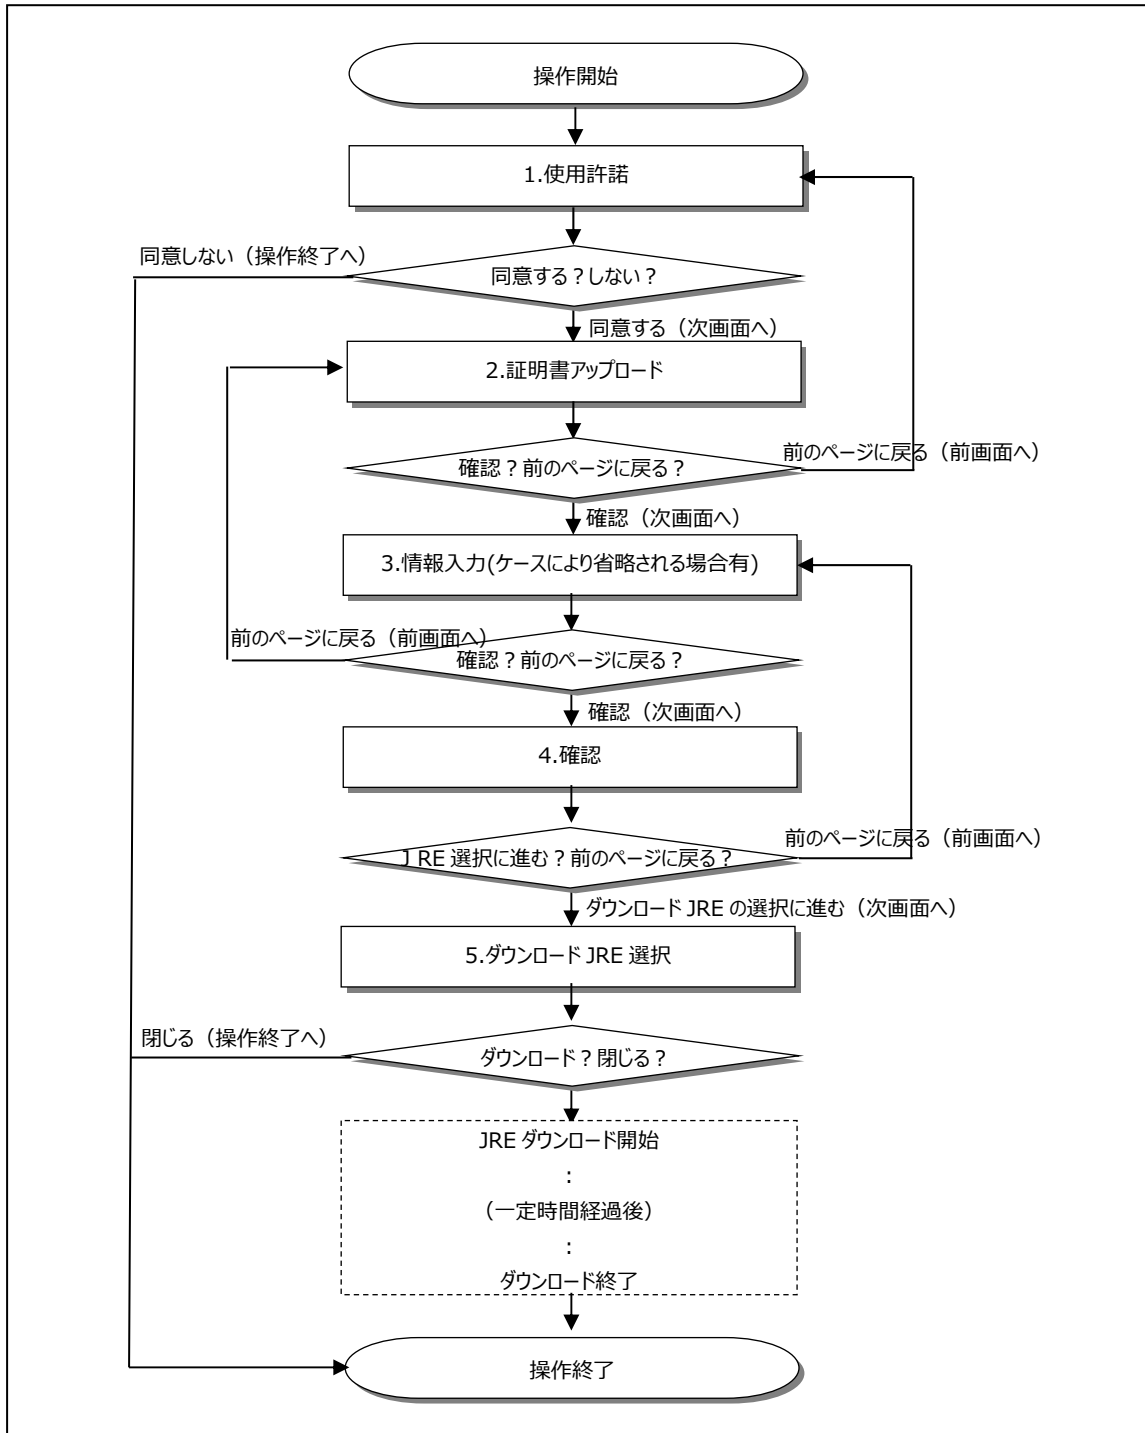 操作開始
1.使用許諾
同意しない（操作終了へ）
同意する？しない？
同意する（次画面へ）
2.証明書アップロード
確認？前のページに戻る？
前のページに戻る（前画面へ）
確認（次画面へ）
3.情報入力(ケースにより省略される場合有)
前のページに戻る（前画面へ）
確認？前のページに戻る？
確認（次画面へ）
4.確認
前のページに戻る（前画面へ）
J RE 選択に進む？前のページに戻る？
ダウンロード JRE の選択に進む（次画面へ）
5.ダウンロード JRE 選択
閉じる（操作終了へ）
ダウンロード？閉じる？
JRE ダウンロード開始
：
（一定時間経過後）
：
ダウンロード終了
操作終了